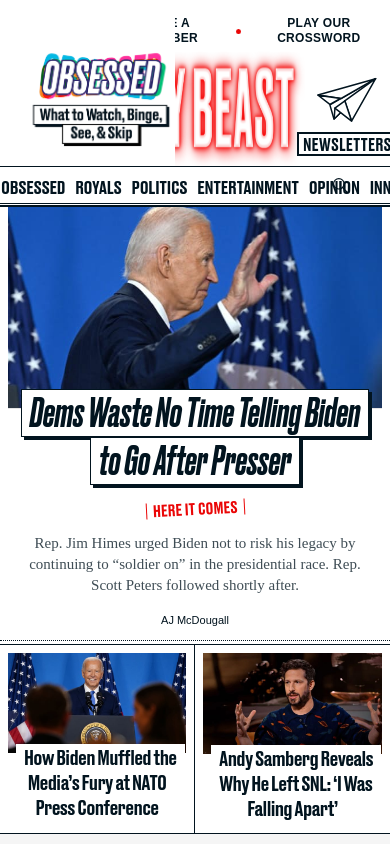 E A
BER
PLAY OUR
CROSSWORD
OBSESSED
What to Watch, Binge,
See, & Skip
Y BEAST
NEWSLETTERS
OBSESSED ROYALS POLITICS ENTERTAINMENT OPINION INN
Dems Waste No Time Telling Biden
to Go After Presser
HERE IT COMES
Rep. Jim Himes urged Biden not to risk his legacy by
continuing to “soldier on” in the presidential race. Rep.
Scott Peters followed shortly after.
AJ McDougall
How Biden Muffled the
Media’s Fury at NATO
Press Conference
Andy Samberg Reveals
Why He Left SNL: ‘I Was
Falling Apart’